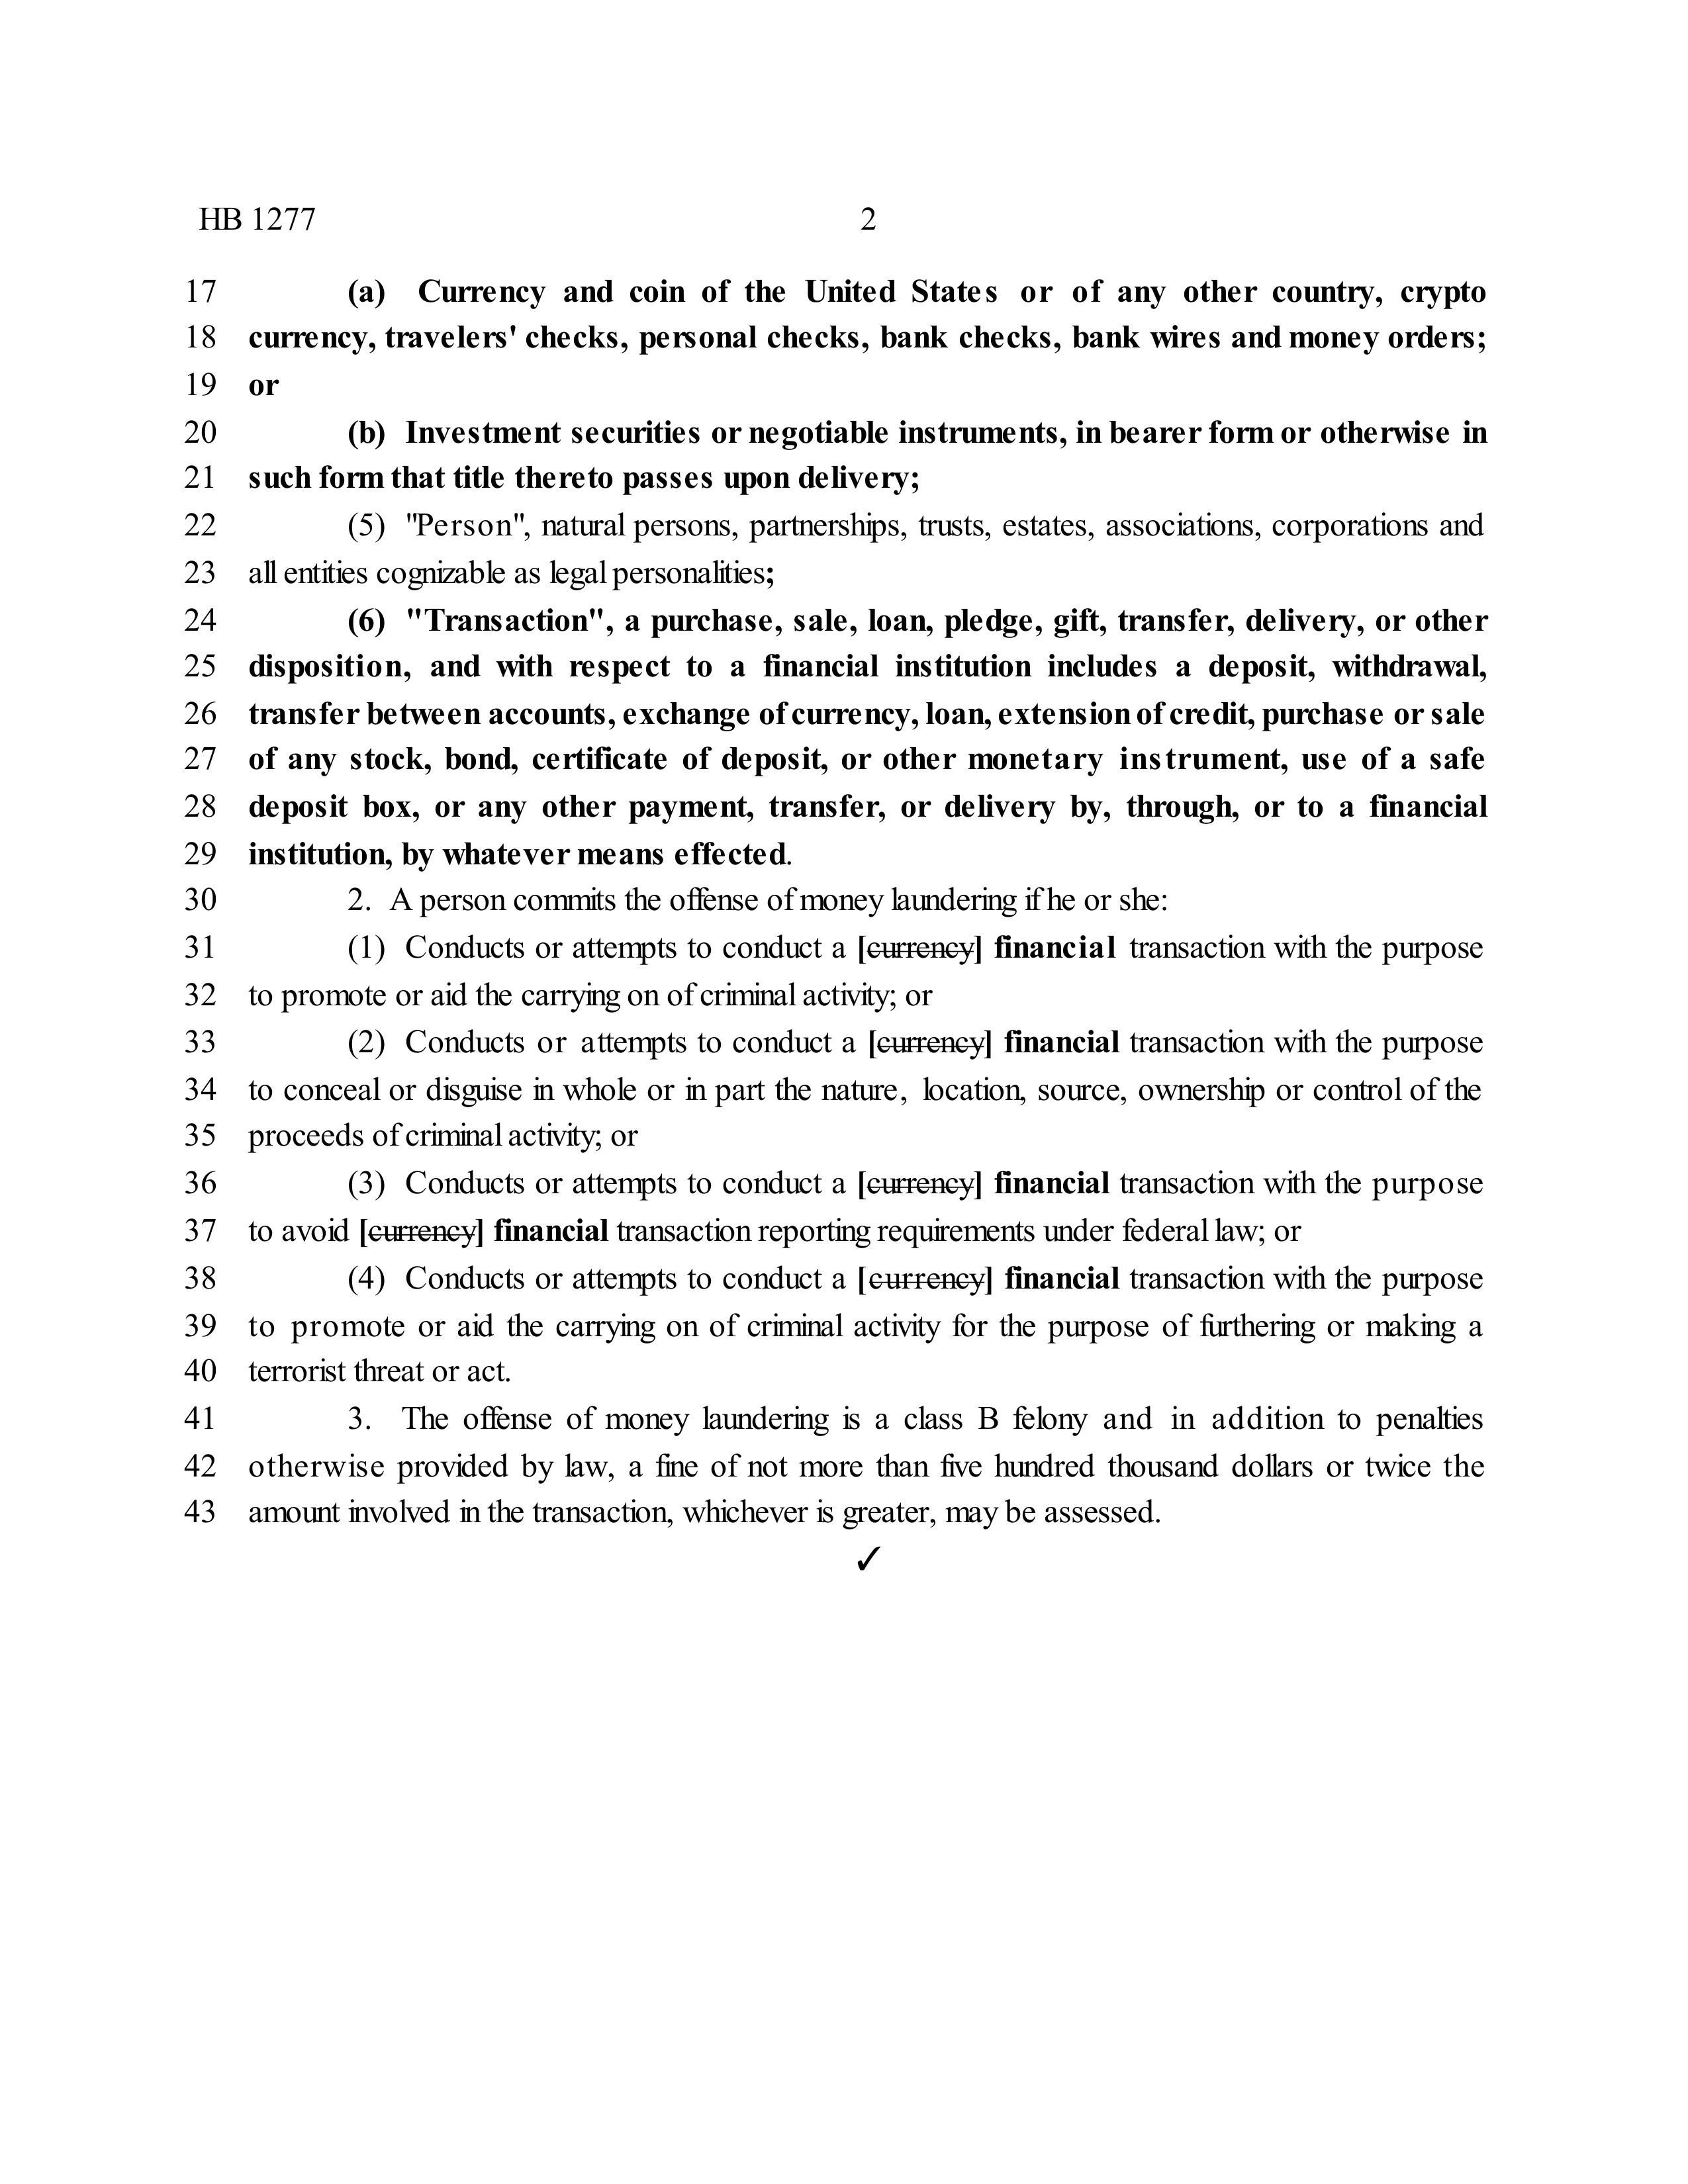 HB 1277 2
17 (a) Currency and coin of the United States or of any other country, crypto
18 currency, travelers' checks, personal checks, bank checks, bank wires and money orders;
19 or
20 (b) Investment securities or negotiable instruments, in bearer form or otherwise in
21 such form that title thereto passes upon delivery;
22 (5) "Person", natural persons, partnerships, trusts, estates, associations, corporations and
23 all entities cognizable as legal personalities;
24 (6) "Transaction", a purchase, sale, loan, pledge, gift, transfer, delivery, or other
25 disposition, and with respect to a financial institution includes a deposit, withdrawal,
26 transfer between accounts, exchange of currency, loan, extension of credit, purchase or sale
27 of any stock, bond, certificate of deposit, or other monetary instrument, use of a safe
28 deposit box, or any other payment, transfer, or delivery by, through, or to a financial
29 institution, by whatever means effected.
30 2. A person commits the offense of money laundering if he or she:
31 (1) Conducts or attempts to conduct a [currency] financial transaction with the purpose
32 to promote or aid the carrying on of criminal activity; or
33 (2) Conducts or attempts to conduct a [currency] financial transaction with the purpose
34 to conceal or disguise in whole or in part the nature, location, source, ownership or control of the
35 proceeds of criminal activity; or
36 (3) Conducts or attempts to conduct a [currency] financial transaction with the purpose
37 to avoid [currency] financial transaction reporting requirements under federal law; or
38 (4) Conducts or attempts to conduct a [currency] financial transaction with the purpose
39 to promote or aid the carrying on of criminal activity for the purpose of furthering or making a
40 terrorist threat or act.
41 3. The offense of money laundering is a class B felony and in addition to penalties
42 otherwise provided by law, a fine of not more than five hundred thousand dollars or twice the
43 amount involved in the transaction, whichever is greater, may be assessed.
✓